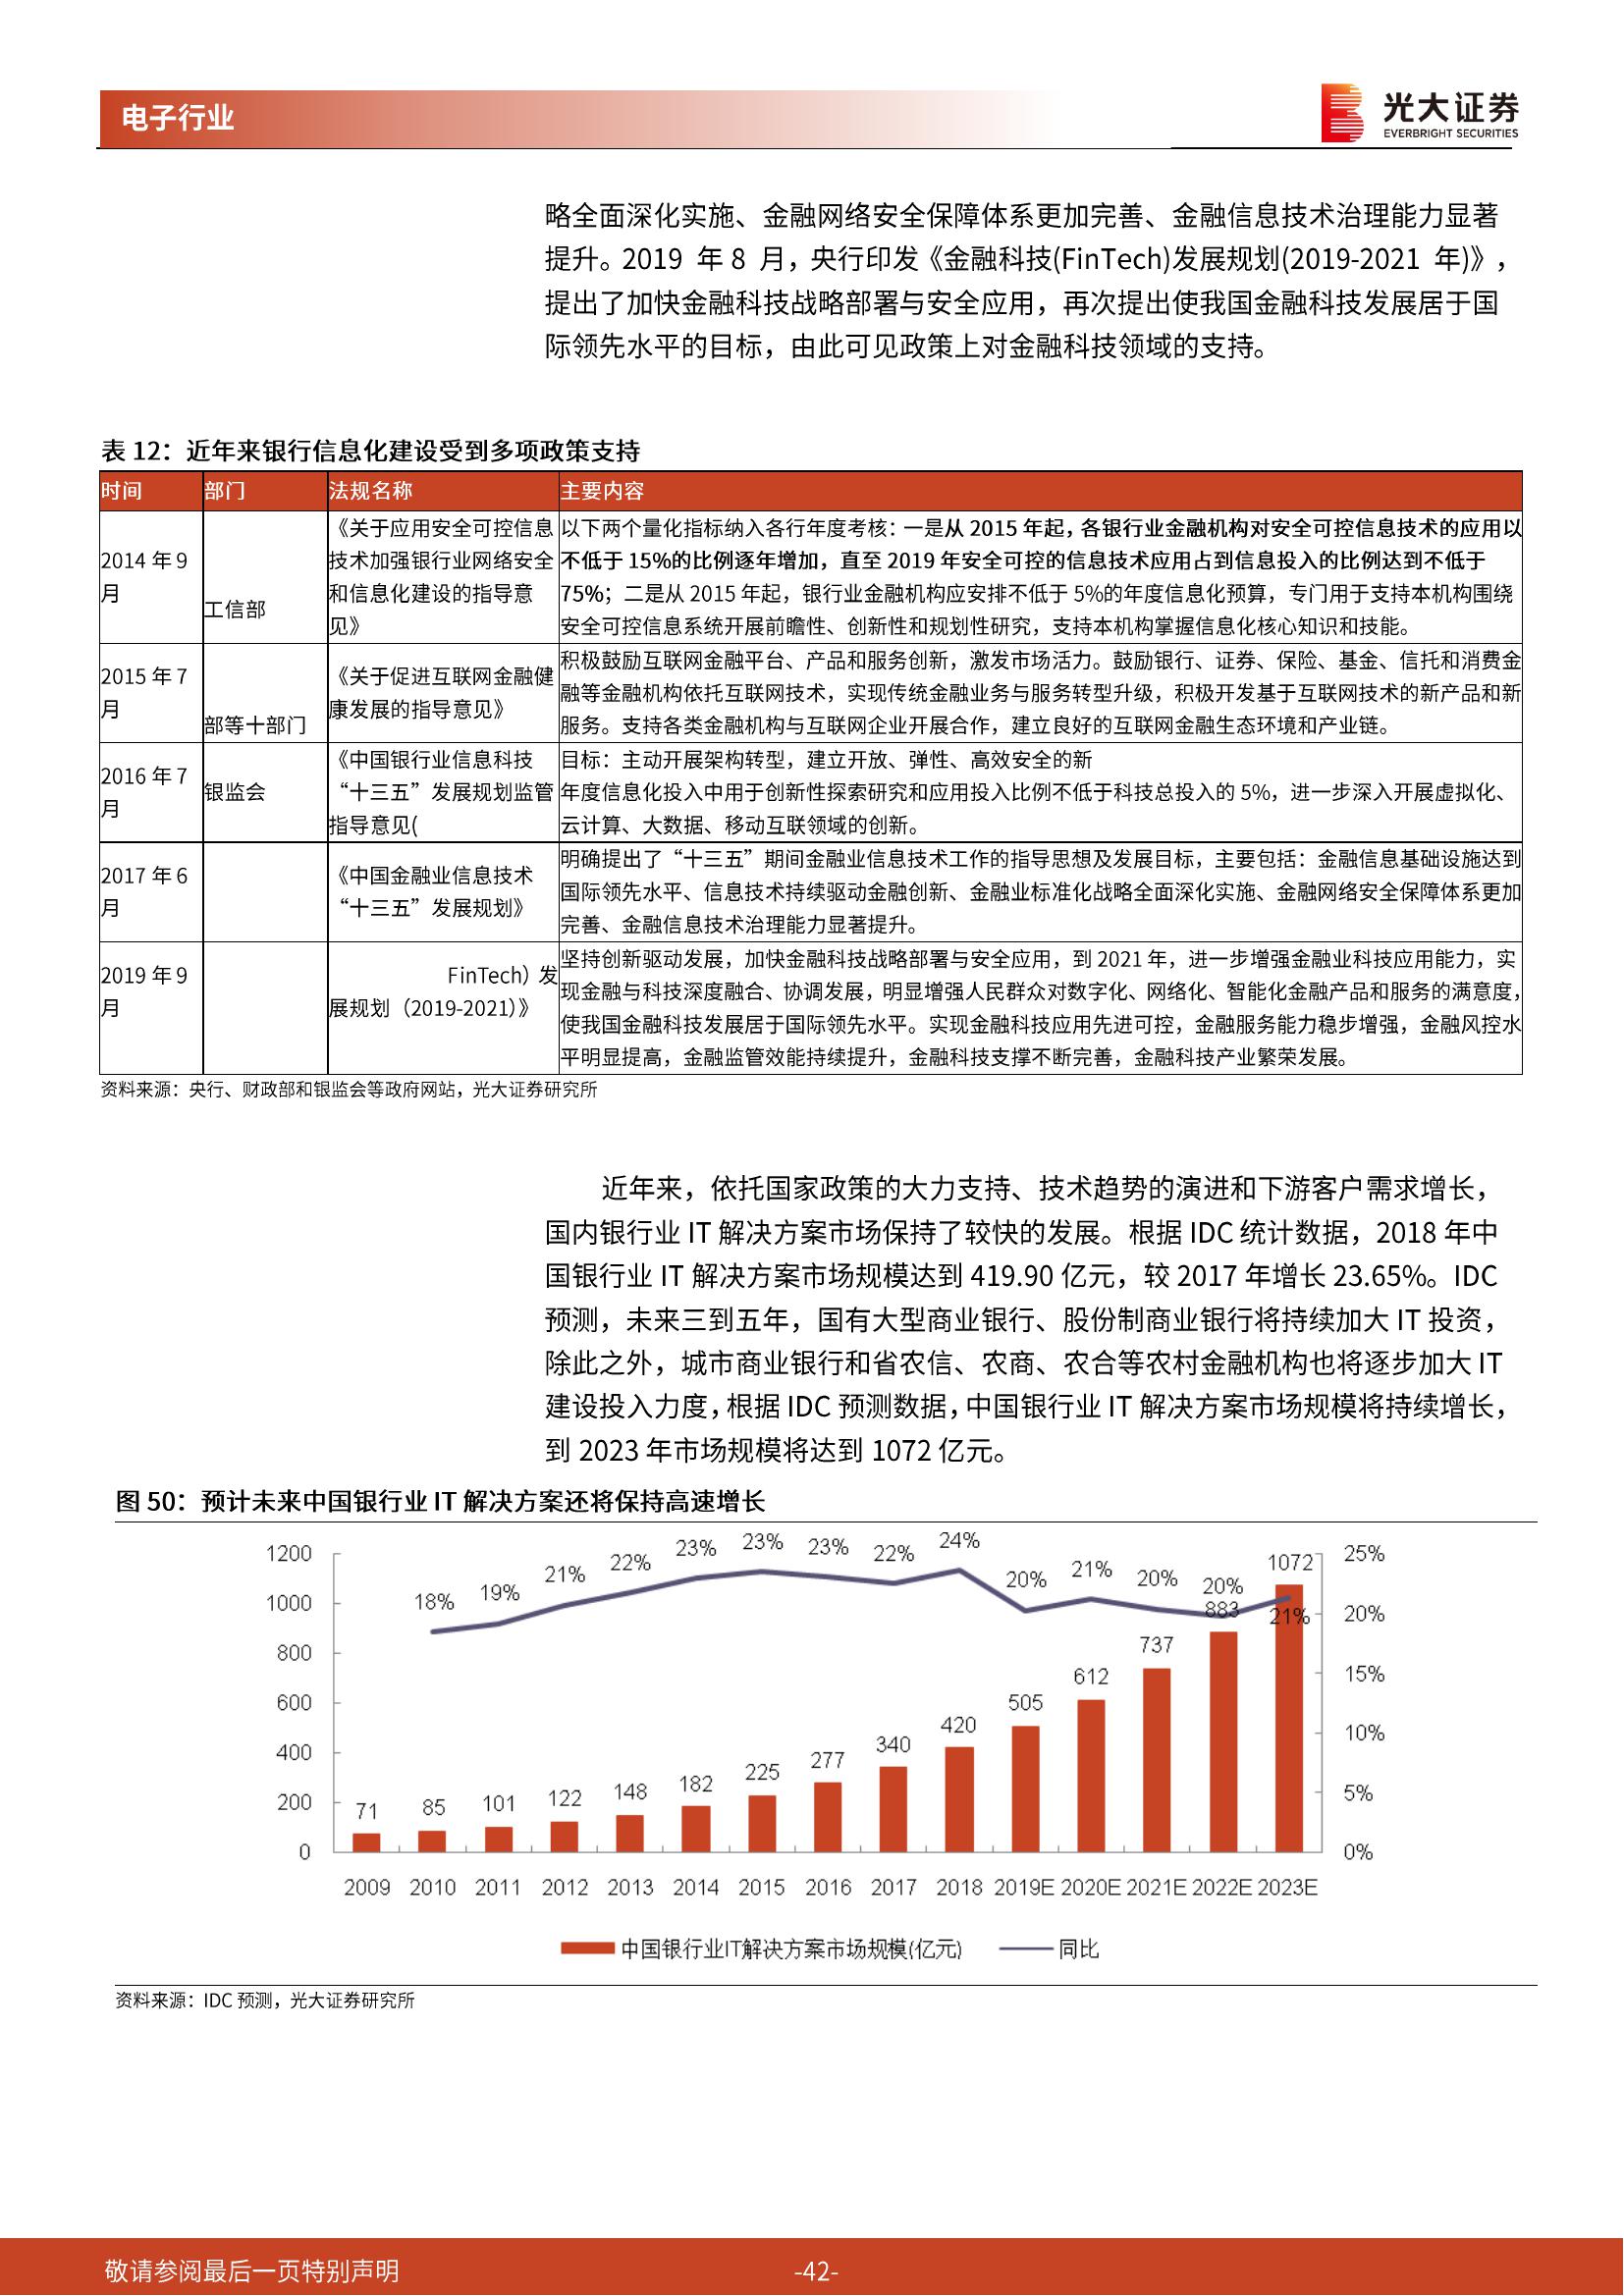 电子行业
光大证券
EVERBRIGHT SECURITIES
略全面深化实施、金融网络安全保障体系更加完善、金融信息技术治理能力显著
提升。2019 年 8 月，央行印发《金融科技(FinTech)发展规划(2019-2021 年)》，
提出了加快金融科技战略部署与安全应用，再次提出使我国金融科技发展居于国
际领先水平的目标，由此可见政策上对金融科技领域的支持。
表 12：近年来银行信息化建设受到多项政策支持
时间 部门 法规名称 主要内容
2014 年 9
月
工信部
《关于应用安全可控信息
技术加强银行业网络安全
和信息化建设的指导意
见》
以下两个量化指标纳入各行年度考核：一是从 2015 年起，各银行业金融机构对安全可控信息技术的应用以
不低于 15%的比例逐年增加，直至 2019 年安全可控的信息技术应用占到信息投入的比例达到不低于
75%；二是从 2015 年起，银行业金融机构应安排不低于 5%的年度信息化预算，专门用于支持本机构围绕
安全可控信息系统开展前瞻性、创新性和规划性研究，支持本机构掌握信息化核心知识和技能。
2015 年 7
月
部等十部门
《关于促进互联网金融健
康发展的指导意见》
积极鼓励互联网金融平台、产品和服务创新，激发市场活力。鼓励银行、证券、保险、基金、信托和消费金
融等金融机构依托互联网技术，实现传统金融业务与服务转型升级，积极开发基于互联网技术的新产品和新
服务。支持各类金融机构与互联网企业开展合作，建立良好的互联网金融生态环境和产业链。
2016 年 7
月
银监会
《中国银行业信息科技
“十三五”发展规划监管
指导意见(
目标：主动开展架构转型，建立开放、弹性、高效安全的新
年度信息化投入中用于创新性探索研究和应用投入比例不低于科技总投入的 5%，进一步深入开展虚拟化、
云计算、大数据、移动互联领域的创新。
2017 年 6
月
《中国金融业信息技术
“十三五”发展规划》
明确提出了“十三五”期间金融业信息技术工作的指导思想及发展目标，主要包括：金融信息基础设施达到
国际领先水平、信息技术持续驱动金融创新、金融业标准化战略全面深化实施、金融网络安全保障体系更加
完善、金融信息技术治理能力显著提升。
2019 年 9
月
FinTech）发
展规划（2019-2021)》
坚持创新驱动发展，加快金融科技战略部署与安全应用，到 2021 年，进一步增强金融业科技应用能力，实
现金融与科技深度融合、协调发展，明显增强人民群众对数字化、网络化、智能化金融产品和服务的满意度，
使我国金融科技发展居于国际领先水平。实现金融科技应用先进可控，金融服务能力稳步增强，金融风控水
平明显提高，金融监管效能持续提升，金融科技支撑不断完善，金融科技产业繁荣发展。
资料来源：央行、财政部和银监会等政府网站，光大证券研究所
近年来，依托国家政策的大力支持、技术趋势的演进和下游客户需求增长，
国内银行业 IT 解决方案市场保持了较快的发展。根据 IDC 统计数据，2018 年中
国银行业 IT 解决方案市场规模达到 419.90 亿元，较 2017 年增长 23.65%。IDC
预测，未来三到五年，国有大型商业银行、股份制商业银行将持续加大 IT 投资，
除此之外，城市商业银行和省农信、农商、农合等农村金融机构也将逐步加大 IT
建设投入力度，根据 IDC 预测数据，中国银行业 IT 解决方案市场规模将持续增长，
到 2023 年市场规模将达到 1072 亿元。
图 50：预计未来中国银行业 IT 解决方案还将保持高速增长
1200
1000
800
600
400
200
0
18% 19% 21% 22% 23% 23% 23% 22% 24% 20% 21% 20% 20% 21%
71 85 101 122 148 182 225 277 340 420 505 612 737 883 1072
25%
20%
15%
10%
5%
0%
2009 2010 2011 2012 2013 2014 2015 2016 2017 2018 2019E 2020E 2021E 2022E 2023E
中国银行业IT解决方案市场规模(亿元) 同比
资料来源：IDC 预测，光大证券研究所
敬请参阅最后一页特别声明 -42-